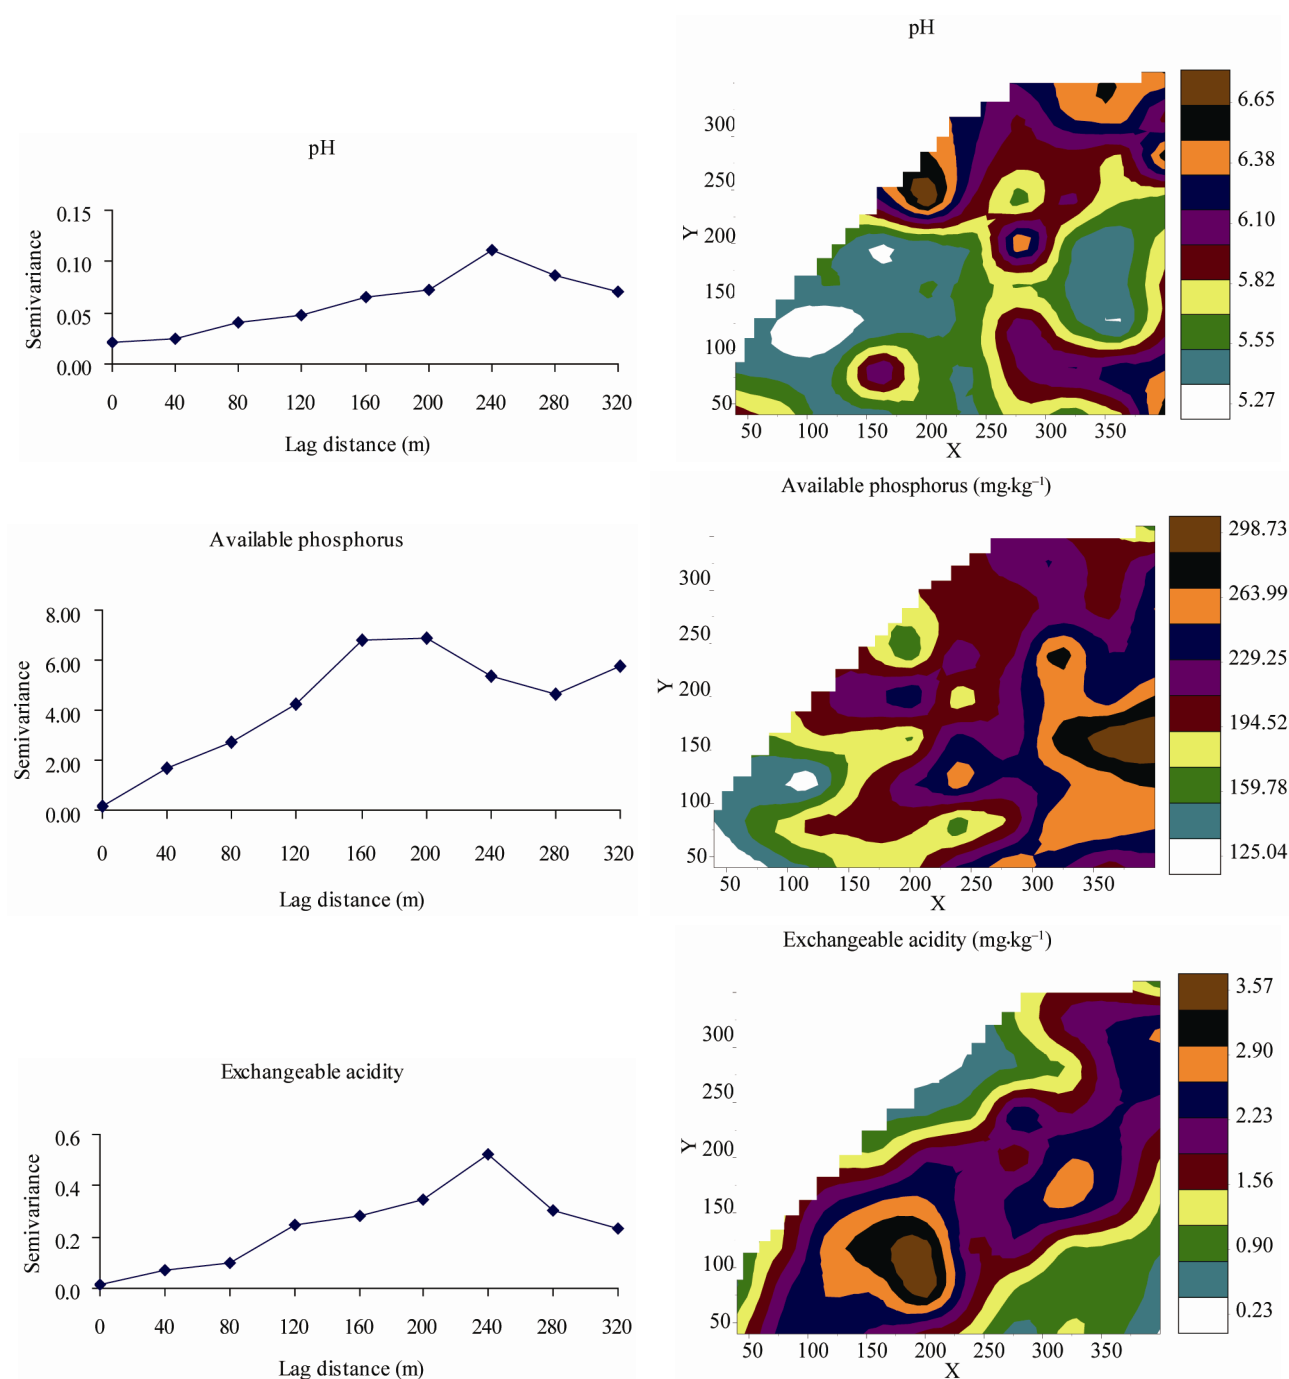 pH
0.15
0.10
0.05
0.00
Semivariance
0 40 80 120 160 200 240 280 320
Lag distance (m)
pH
300
250
200
150
100
50
Y
50 100 150 200 250 300 350
X
6.65
6.38
6.10
5.82
5.55
5.27
Available phosphorus
8.00
6.00
4.00
2.00
0.00
Semivariance
0 40 80 120 160 200 240 280 320
Lag distance (m)
Available phosphorus (mg·kg⁻¹)
300
250
200
150
100
50
Y
50 100 150 200 250 300 350
X
298.73
263.99
229.25
194.52
159.78
125.04
Exchangeable acidity
0.6
0.4
0.2
0.0
Semivariance
0 40 80 120 160 200 240 280 320
Lag distance (m)
Exchangeable acidity (mg·kg⁻¹)
300
250
200
150
100
50
Y
50 100 150 200 250 300 350
X
3.57
2.90
2.23
1.56
0.90
0.23